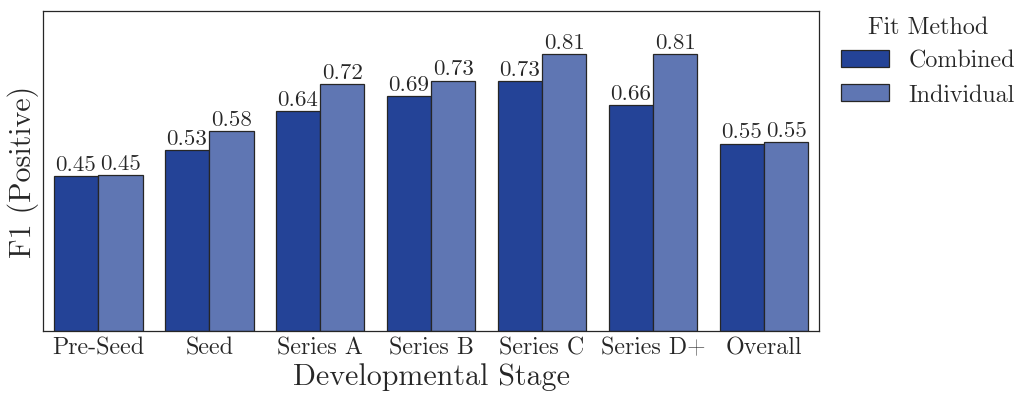 Fit Method
Combined
Individual
F1 (Positive)
0.45 0.45 0.53 0.58 0.64 0.72 0.69 0.73 0.73 0.81 0.66 0.81 0.55 0.55
Pre-Seed Seed Series A Series B Series C Series D+ Overall
Developmental Stage